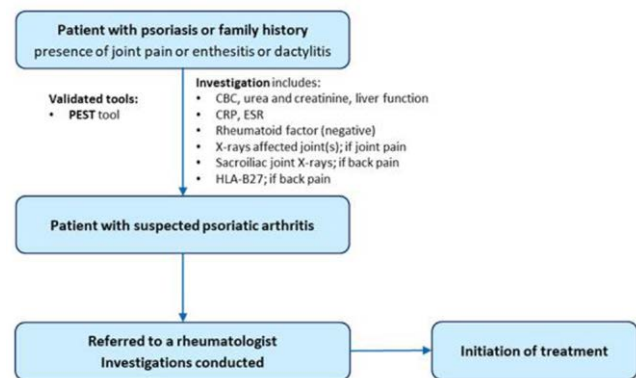 Patient with psoriasis or family history
presence of joint pain or enthesitis or dactylitis
Validated tools:
• PEST tool
Investigation includes:
• CBC, urea and creatinine, liver function
• CRP, ESR
• Rheumatoid factor (negative)
• X-rays affected joint(s); if joint pain
• Sacroiliac joint X-rays; if back pain
• HLA-B27; if back pain
Patient with suspected psoriatic arthritis
Referred to a rheumatologist
Investigations conducted
Initiation of treatment